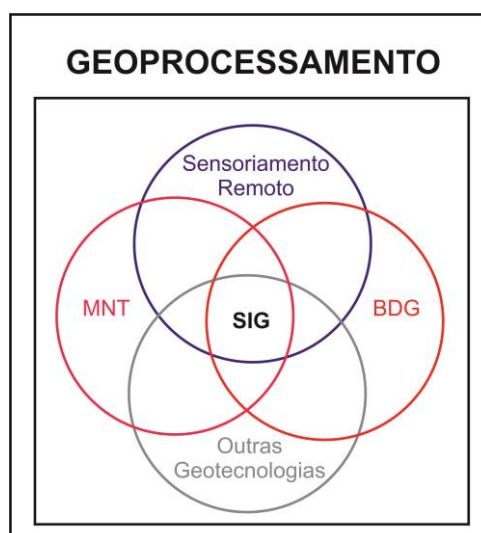 GEOPROCESSAMENTO
Sensoriamento
Remoto
MNT
SIG
BDG
Outras
Geotecnologias